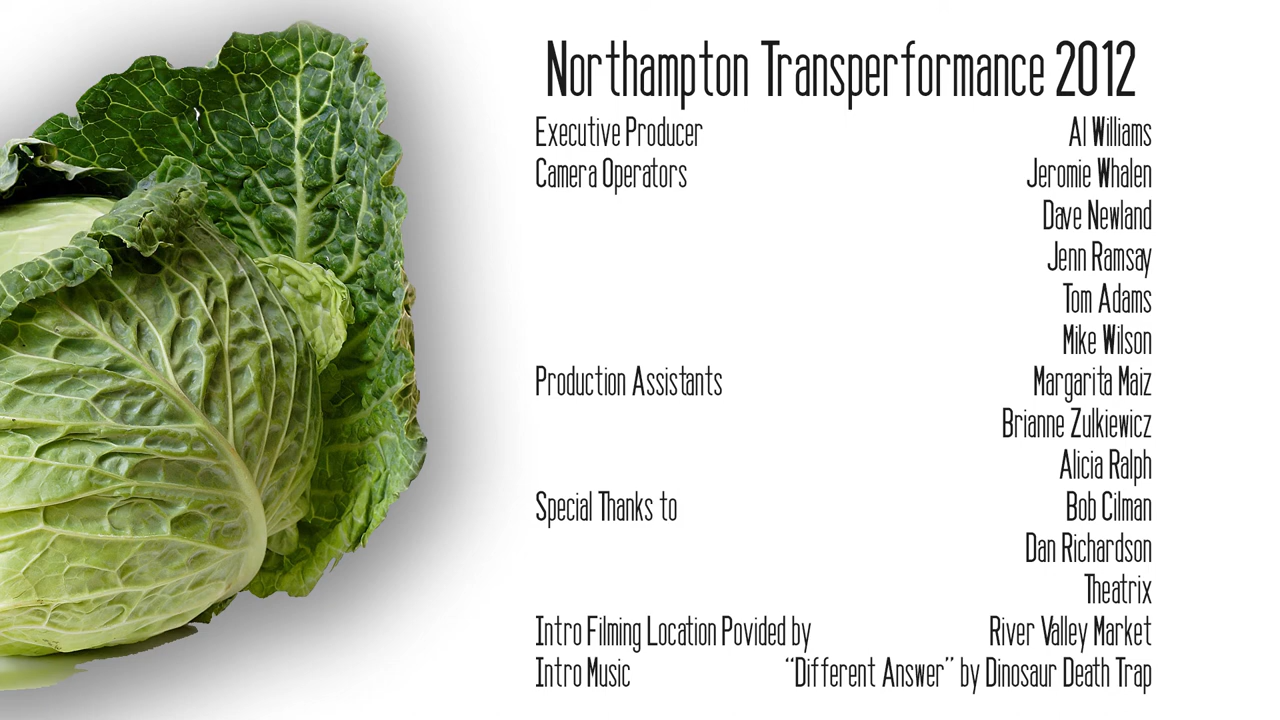 Northampton Transperformance 2012
Executive Producer Al Williams
Camera Operators Jeromie Whalen
Dave Newland
Jenn Ramsay
Tom Adams
Mike Wilson
Production Assistants Margarita Maiz
Brianne Zulkiewicz
Alicia Ralph
Special Thanks to Bob Cilman
Dan Richardson
Theatrix
Intro Filming Location Povided by River Valley Market
Intro Music “Different Answer” by Dinosaur Death Trap